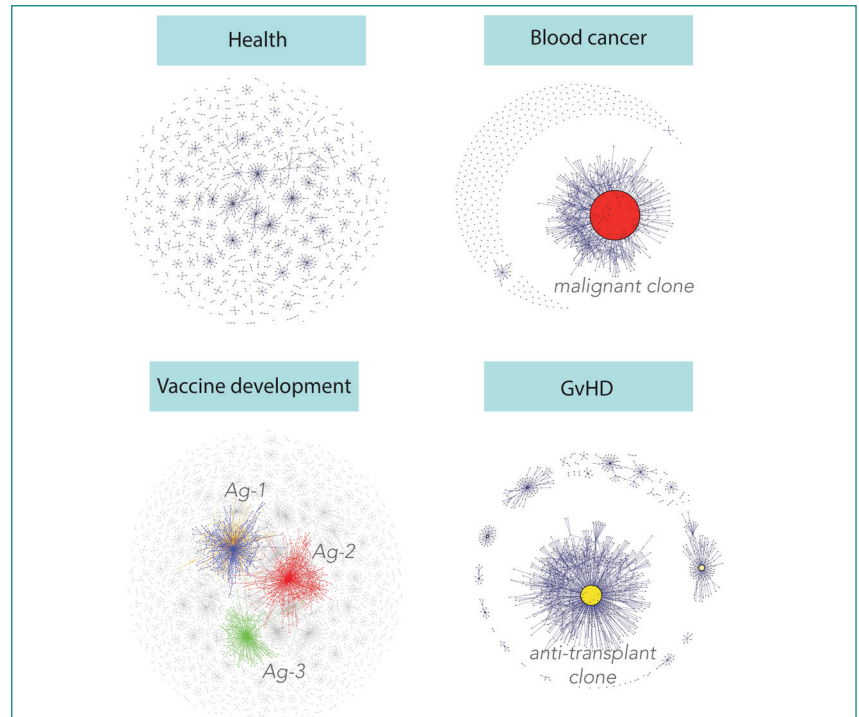 Health
Blood cancer
malignant clone
Vaccine development
GvHD
Ag-1
Ag-2
Ag-3
anti-transplant
clone